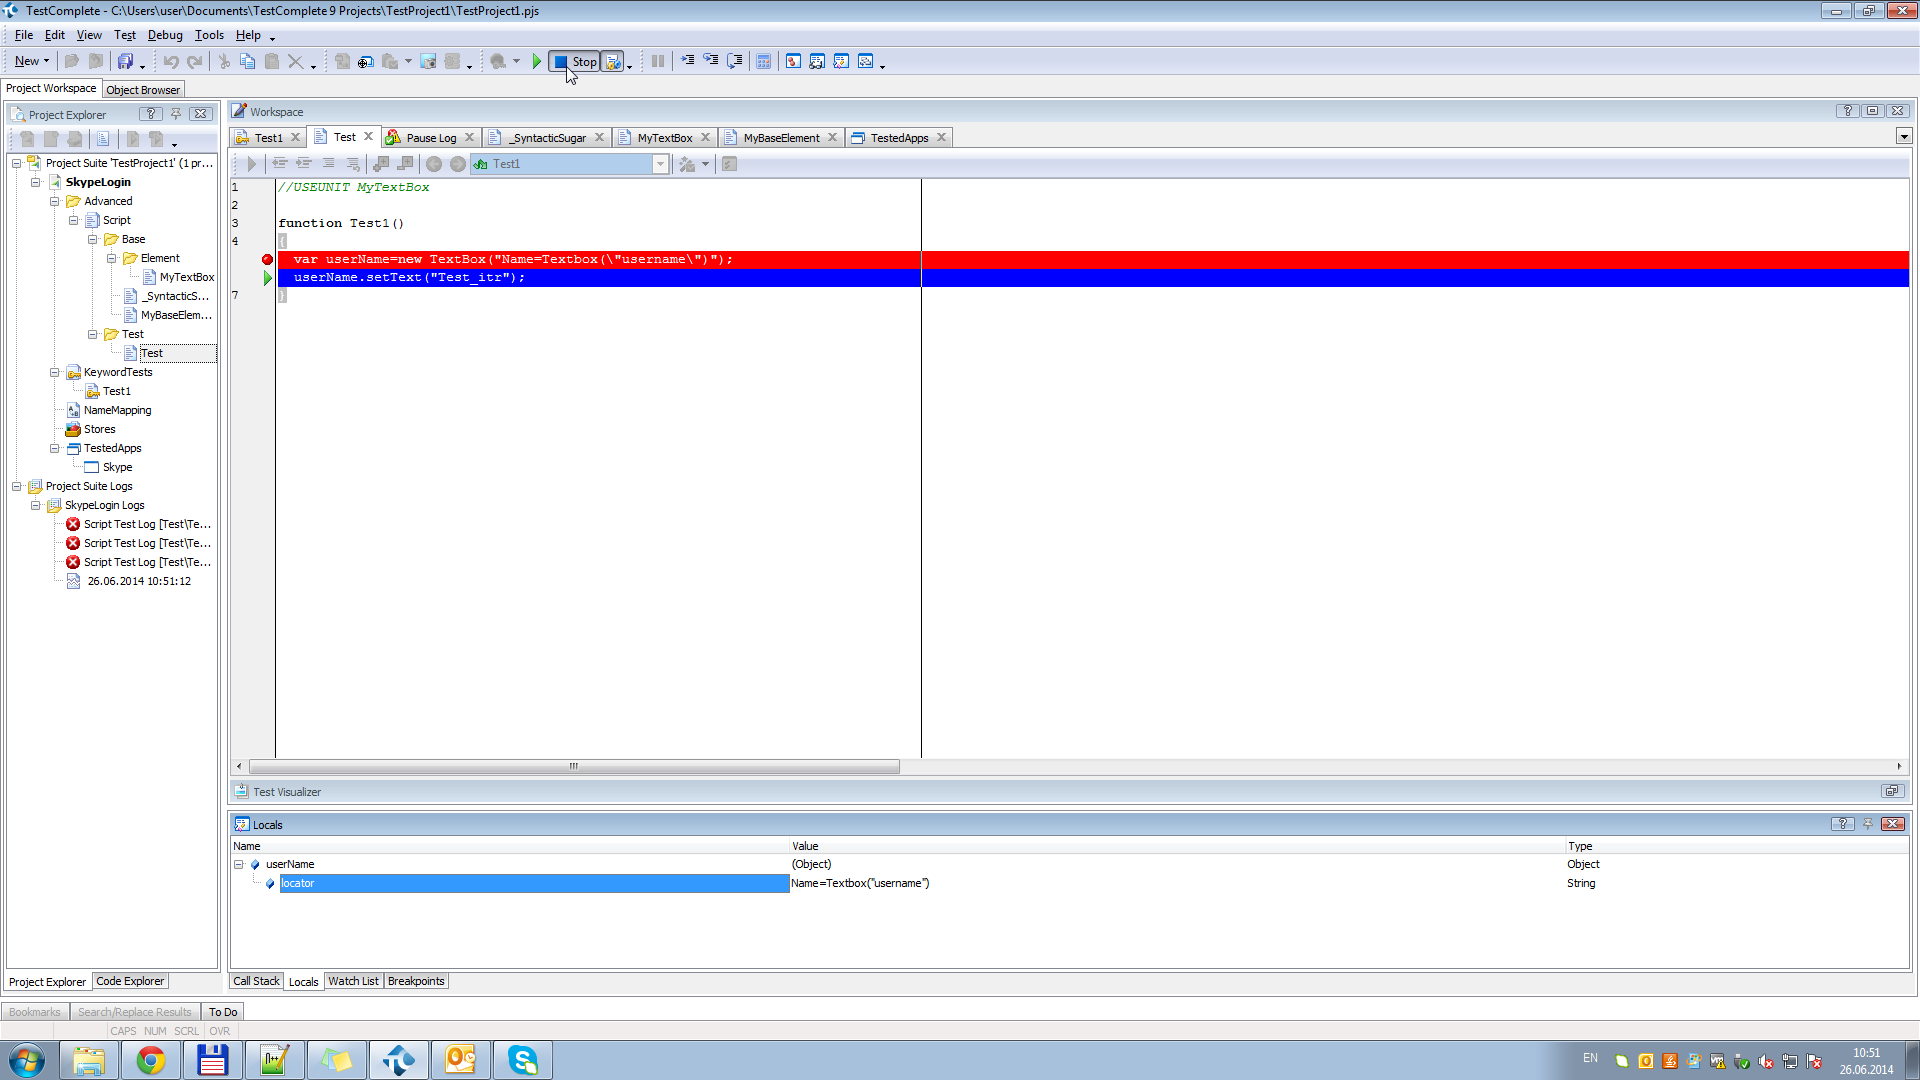 TestComplete - C:\Users\user\Documents\TestComplete 9 Projects\TestProject1\TestProject1.pjs
File Edit View Test Debug Tools Help
New Stop
Project Workspace Object Browser
Project Explorer
Project Suite 'TestProject1' (1 pr...
SkypeLogin
Advanced
Script
Base
Element
MyTextBox
_SyntacticS...
MyBaseElem...
Test
Test
KeywordTests
Test1
NameMapping
Stores
TestedApps
Skype
Project Suite Logs
SkypeLogin Logs
Script Test Log [Test\Te...
Script Test Log [Test\Te...
Script Test Log [Test\Te...
26.06.2014 10:51:12
Project Explorer Code Explorer
Workspace
Test1 Test Pause Log _SyntacticSugar MyTextBox MyBaseElement TestedApps
Test1
1 //USEUNIT MyTextBox
2
3 function Test1()
4 {
var userName=new TextBox("Name=Textbox(\"username\")");
userName.setText("Test_itr");
7 }
Test Visualizer
Locals
Name Value Type
userName (Object) Object
locator Name=Textbox("username") String
Call Stack Locals Watch List Breakpoints
Bookmarks Search/Replace Results To Do
CAPS NUM SCRL OVR
EN 10:51
26.06.2014